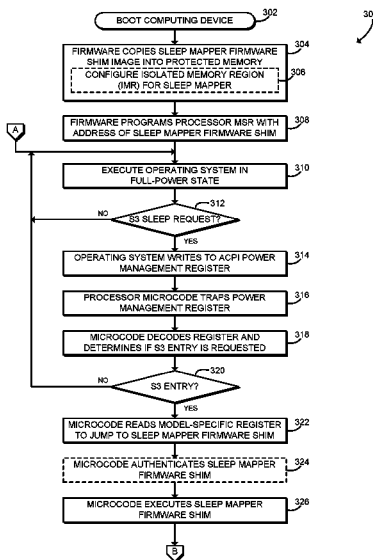 BOOT COMPUTING DEVICE
302
30
FIRMWARE COPIES SLEEP MAPPER FIRMWARE
SHIM IMAGE INTO PROTECTED MEMORY
304
CONFIGURE ISOLATED MEMORY REGION
(IMR) FOR SLEEP MAPPER
306
FIRMWARE PROGRAMS PROCESSOR MSR WITH
ADDRESS OF SLEEP MAPPER FIRMWARE SHIM
308
A
EXECUTE OPERATING SYSTEM IN
FULL-POWER STATE
310
S3 SLEEP REQUEST?
312
NO
YES
OPERATING SYSTEM WRITES TO ACPI POWER
MANAGEMENT REGISTER
314
PROCESSOR MICROCODE TRAPS POWER
MANAGEMENT REGISTER
316
MICROCODE DECODES REGISTER AND
DETERMINES IF S3 ENTRY IS REQUESTED
318
S3 ENTRY?
320
NO
YES
MICROCODE READS MODEL-SPECIFIC REGISTER
TO JUMP TO SLEEP MAPPER FIRMWARE SHIM
322
MICROCODE AUTHENTICATES SLEEP MAPPER
FIRMWARE SHIM
324
MICROCODE EXECUTES SLEEP MAPPER
FIRMWARE SHIM
326
B